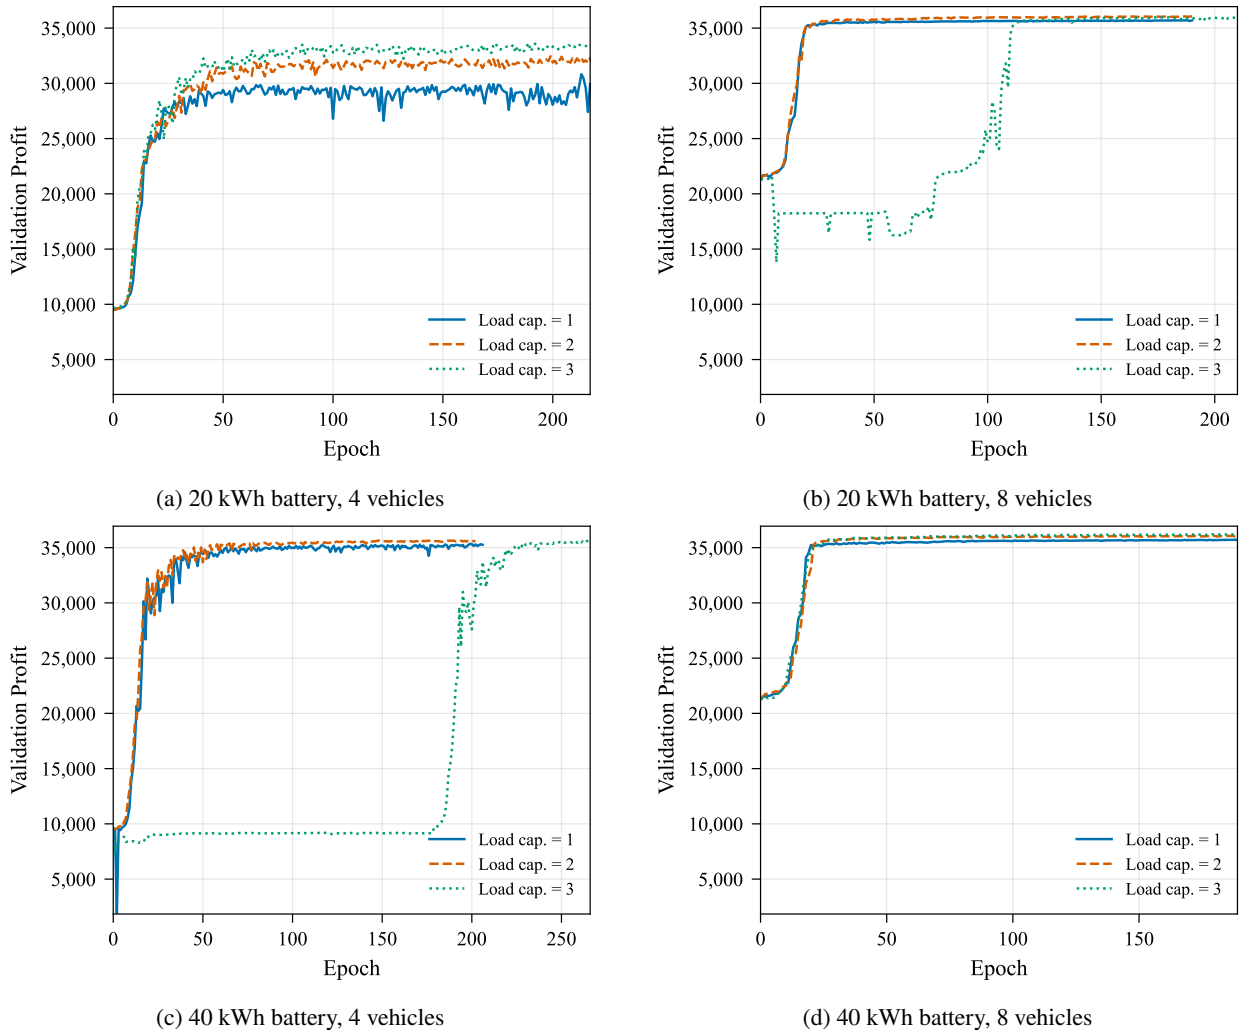 35,000
30,000
25,000
20,000
15,000
10,000
5,000
Validation Profit
0
50
100
150
200
Epoch
Load cap. = 1
Load cap. = 2
Load cap. = 3
(a) 20 kWh battery, 4 vehicles
35,000
30,000
25,000
20,000
15,000
10,000
5,000
Validation Profit
0
50
100
150
200
Epoch
Load cap. = 1
Load cap. = 2
Load cap. = 3
(b) 20 kWh battery, 8 vehicles
35,000
30,000
25,000
20,000
15,000
10,000
5,000
Validation Profit
0
50
100
150
200
250
Epoch
Load cap. = 1
Load cap. = 2
Load cap. = 3
(c) 40 kWh battery, 4 vehicles
35,000
30,000
25,000
20,000
15,000
10,000
5,000
Validation Profit
0
50
100
150
Epoch
Load cap. = 1
Load cap. = 2
Load cap. = 3
(d) 40 kWh battery, 8 vehicles